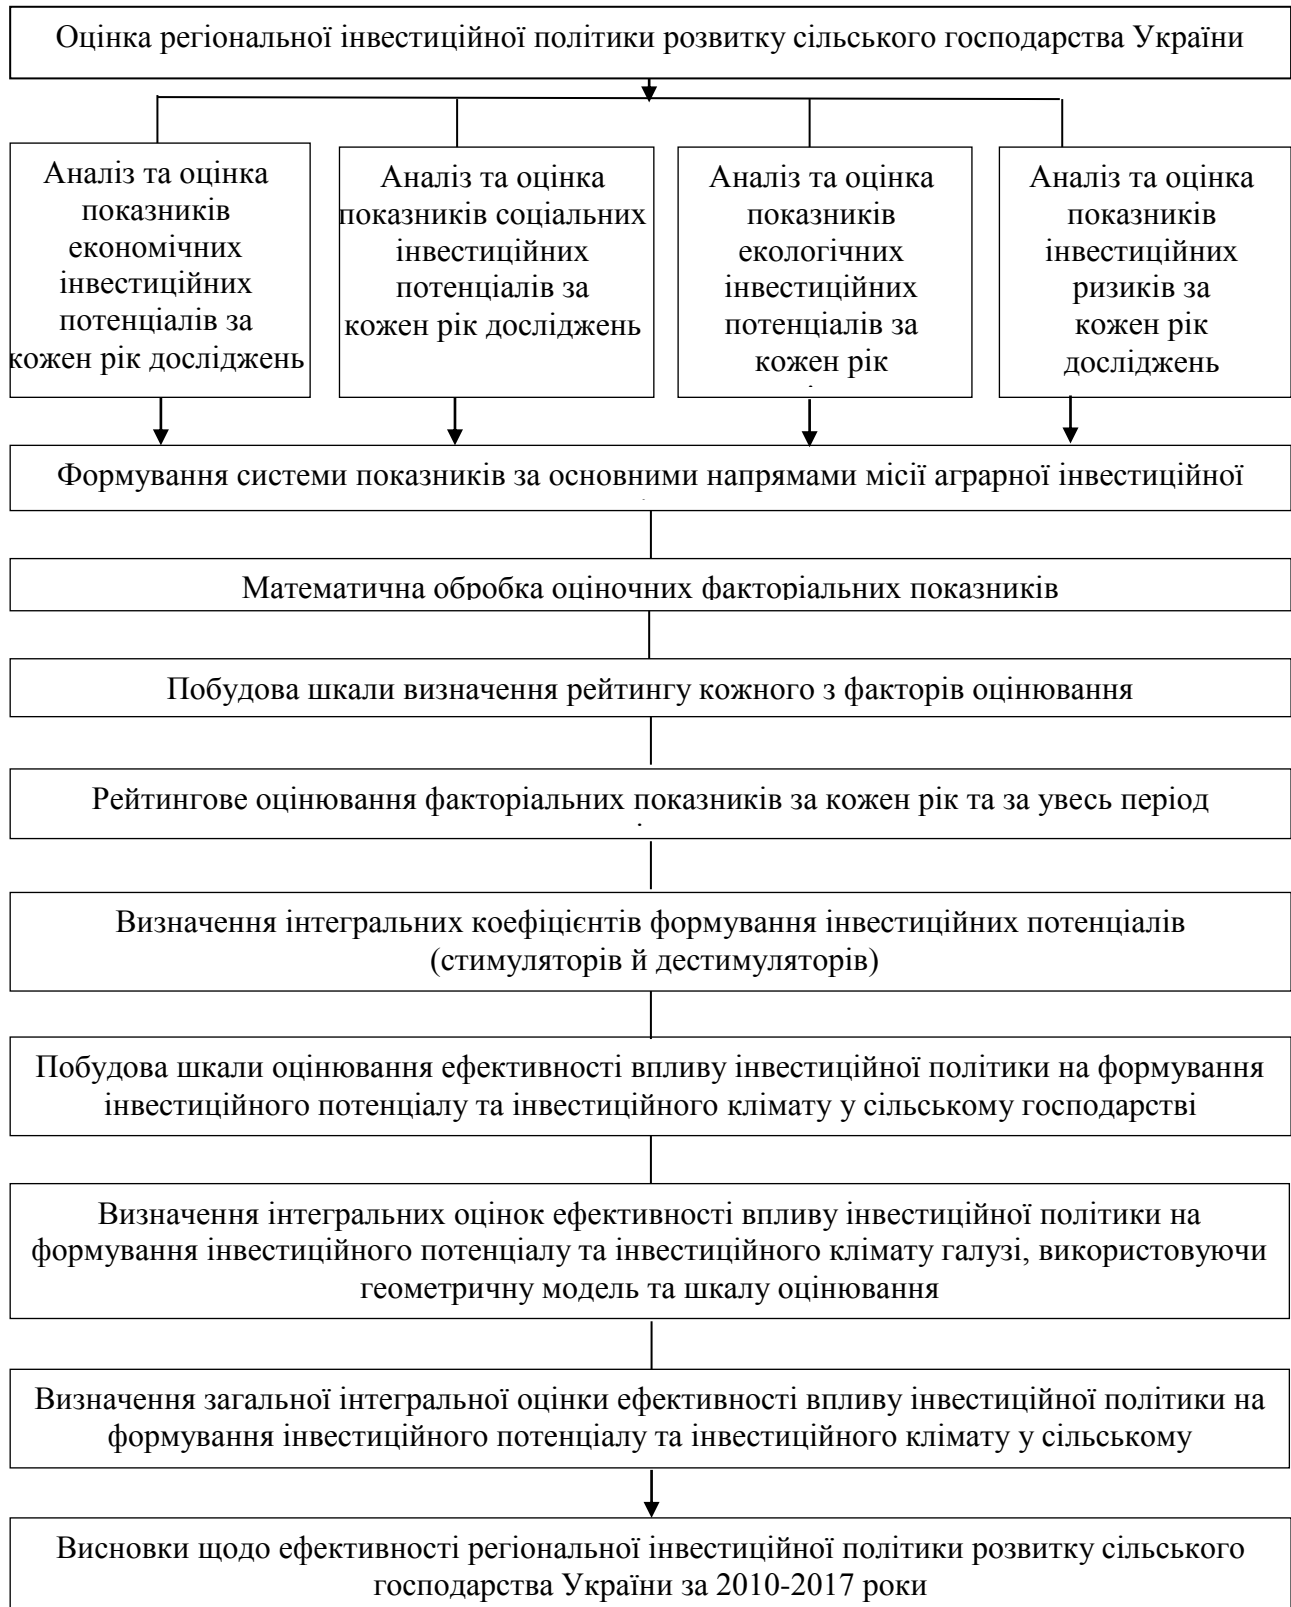 Оцінка регіональної інвестиційної політики розвитку сільського господарства України
Аналіз та оцінка
показників
економічних
інвестиційних
потенціалів за
кожен рік досліджень
Аналіз та оцінка
показників соціальних
інвестиційних
потенціалів за
кожен рік досліджень
Аналіз та оцінка
показників
екологічних
інвестиційних
потенціалів за
кожен рік
Аналіз та оцінка
показників
інвестиційних
ризиків за
кожен рік
досліджень
Формування системи показників за основними напрямами місії аграрної інвестиційної
Математична обробка оціночних факторіальних показників
Побудова шкали визначення рейтингу кожного з факторів оцінювання
Рейтингове оцінювання факторіальних показників за кожен рік та за увесь період
Визначення інтегральних коефіцієнтів формування інвестиційних потенціалів
(стимуляторів й дестимуляторів)
Побудова шкали оцінювання ефективності впливу інвестиційної політики на формування
інвестиційного потенціалу та інвестиційного клімату у сільському господарстві
Визначення інтегральних оцінок ефективності впливу інвестиційної політики на
формування інвестиційного потенціалу та інвестиційного клімату галузі, використовуючи
геометричну модель та шкалу оцінювання
Визначення загальної інтегральної оцінки ефективності впливу інвестиційної політики на
формування інвестиційного потенціалу та інвестиційного клімату у сільському
Висновки щодо ефективності регіональної інвестиційної політики розвитку сільського
господарства України за 2010-2017 роки